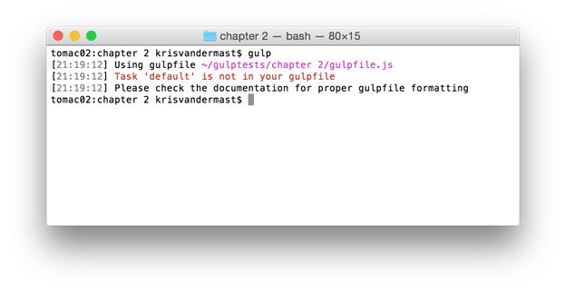 chapter 2 — bash — 80×15
tomac02:chapter 2 krisvandermast$ gulp
[21:19:12] Using gulpfile ~/gulptests/chapter 2/gulpfile.js
[21:19:12] Task 'default' is not in your gulpfile
[21:19:12] Please check the documentation for proper gulpfile formatting
tomac02:chapter 2 krisvandermast$